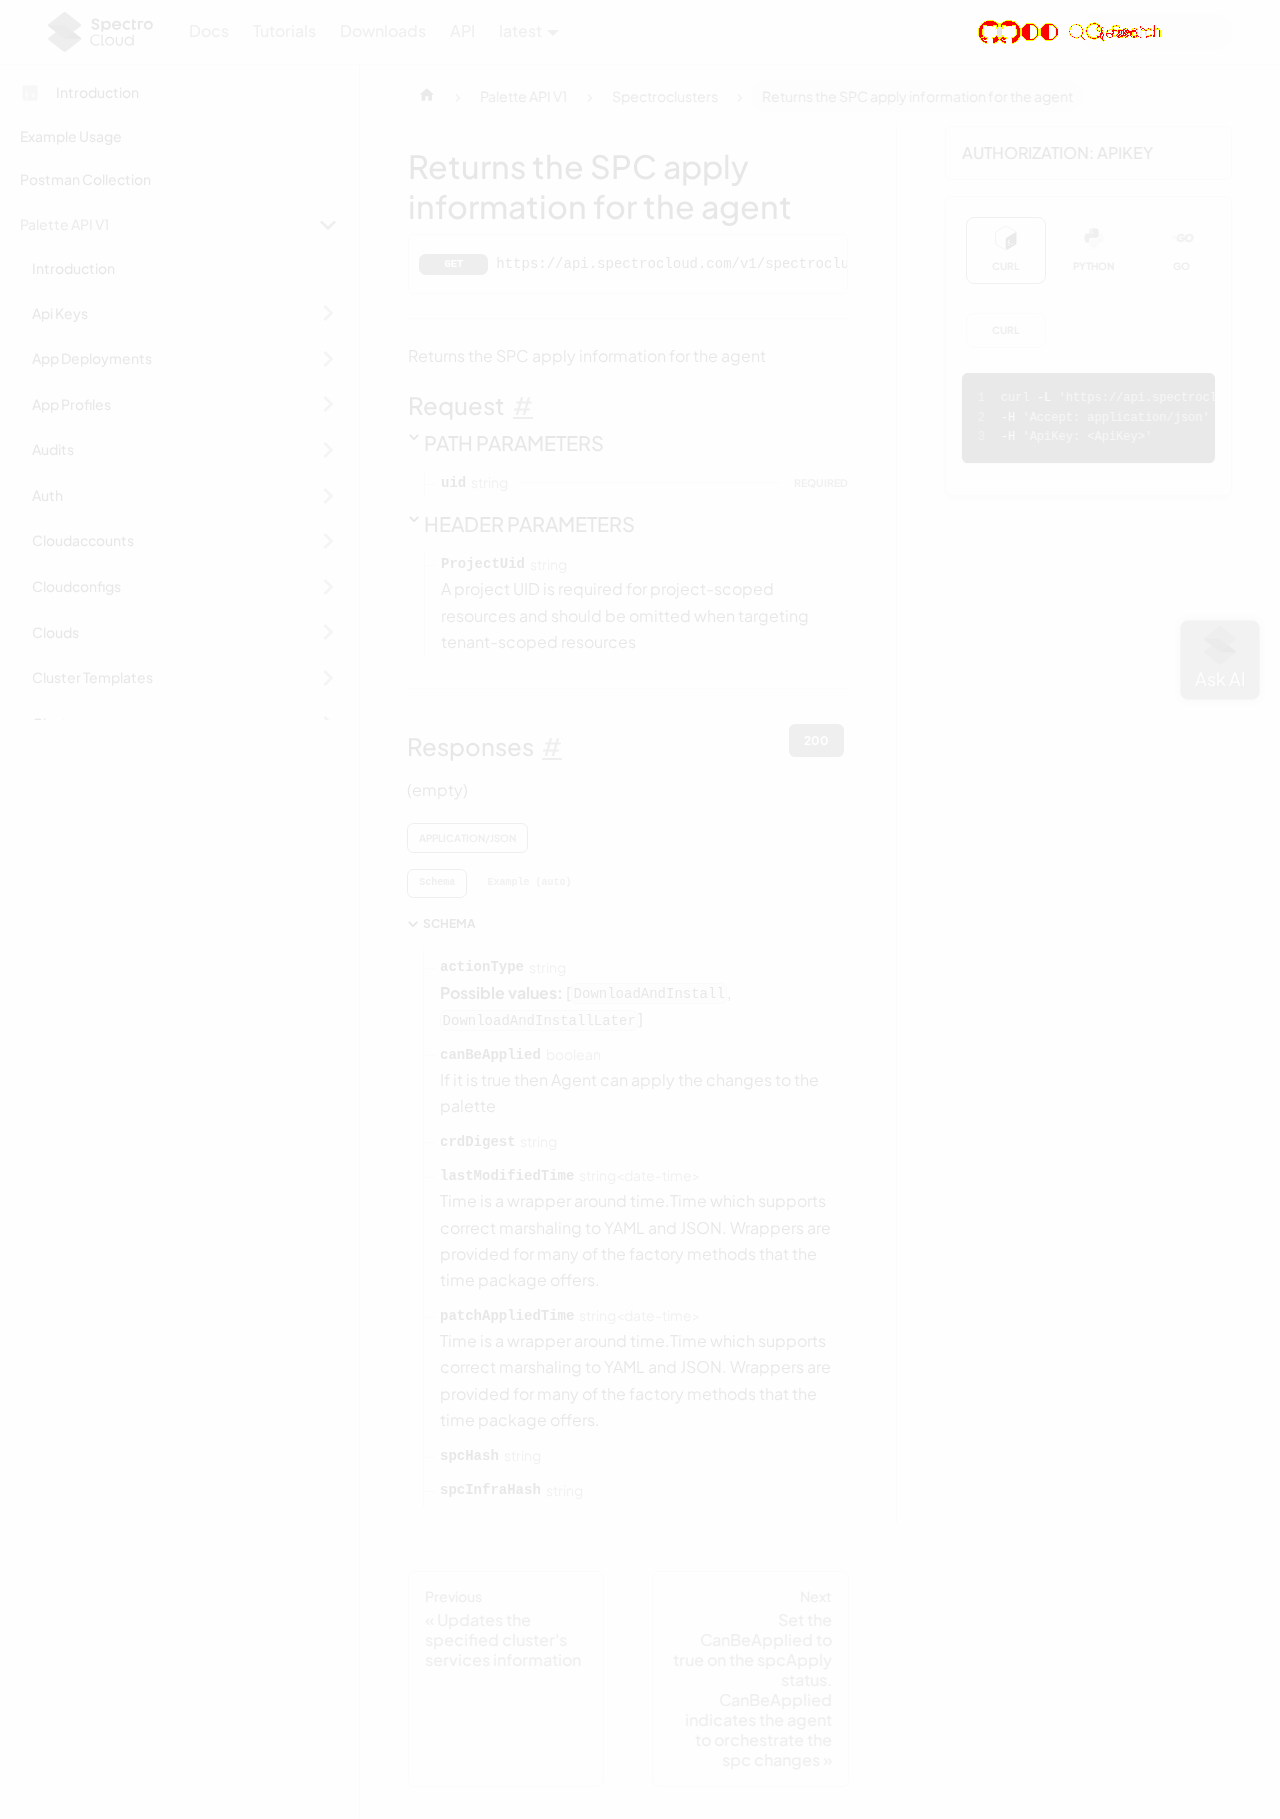 Spectro
Cloud
Docs
Tutorials
Downloads
API
latest
Introduction
Example Usage
Postman Collection
Palette API V1
Introduction
Api Keys
App Deployments
App Profiles
Audits
Auth
Cloudaccounts
Cloudconfigs
Clouds
Cluster Templates
Palette API V1
Spectroclusters
Returns the SPC apply information for the agent
Returns the SPC apply
information for the agent
GET https://api.spectrocloud.com/v1/spectroclu
Returns the SPC apply information for the agent
Request #
PATH PARAMETERS
uid string REQUIRED
HEADER PARAMETERS
ProjectUid string
A project UID is required for project-scoped
resources and should be omitted when targeting
tenant-scoped resources
Responses #
200
(empty)
APPLICATION/JSON
Schema Example (auto)
SCHEMA
actionType string
Possible values: [DownloadAndInstall,
DownloadAndInstallLater]
canBeApplied boolean
If it is true then Agent can apply the changes to the
palette
crdDigest string
lastModifiedTime string<date-time>
Time is a wrapper around time.Time which supports
correct marshaling to YAML and JSON. Wrappers are
provided for many of the factory methods that the
time package offers.
patchAppliedTime string<date-time>
Time is a wrapper around time.Time which supports
correct marshaling to YAML and JSON. Wrappers are
provided for many of the factory methods that the
time package offers.
spcHash string
spcInfraHash string
Previous
« Updates the
specified cluster's
services information
Next
Set the
CanBeApplied to
true on the spcApply
status.
CanBeApplied
indicates the agent
to orchestrate the
spc changes »
AUTHORIZATION: APIKEY
CURL
PYTHON
GO
GO
CURL
1 curl -L 'https://api.spectrocl
2 -H 'Accept: application/json'
3 -H 'ApiKey: <ApiKey>'
Ask AI